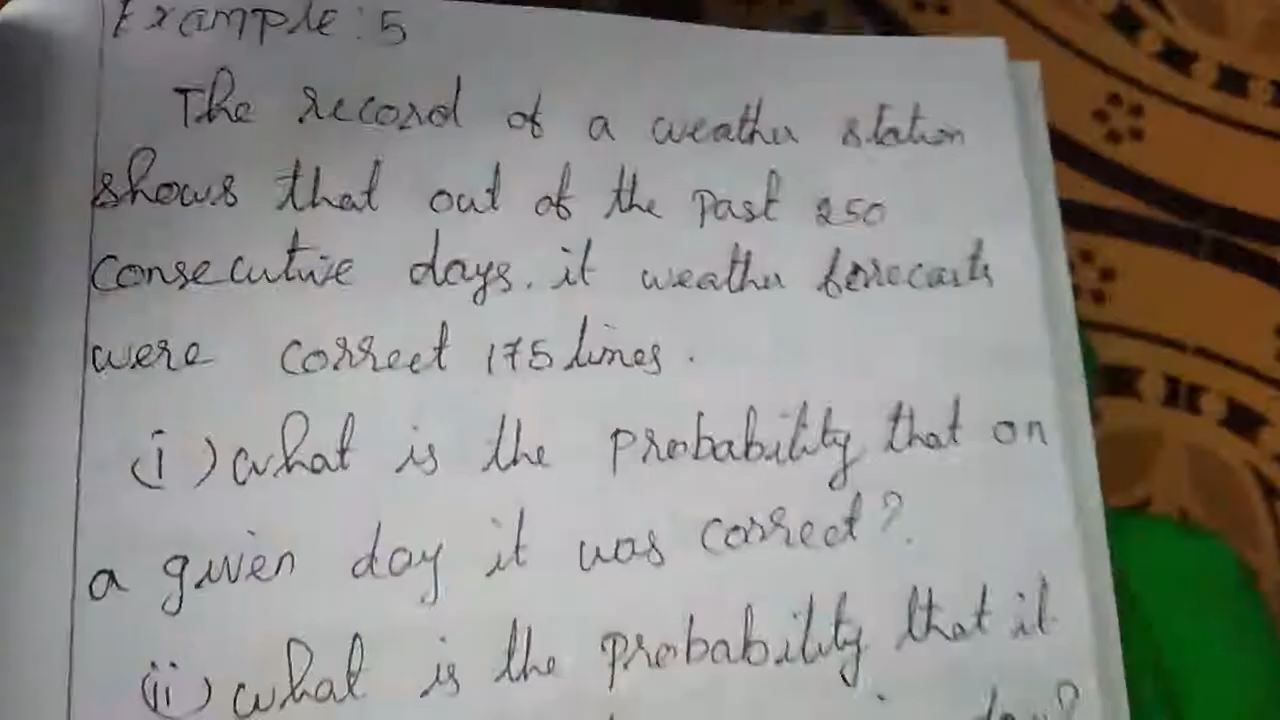 Example: 5
The record of a weather station
shows that out of the past 250
consecutive days. it weather forecasts
were correct 175 times.
(i) what is the probability that on
a given day it was correct?
(ii) what is the probability that it
day?